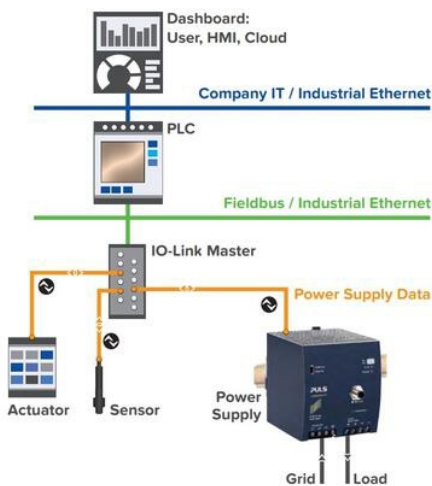 Dashboard:
User, HMI, Cloud
Company IT / Industrial Ethernet
PLC
Fieldbus / Industrial Ethernet
IO-Link Master
Power Supply Data
Actuator
Sensor
Power
Supply
PULS
Grid
Load